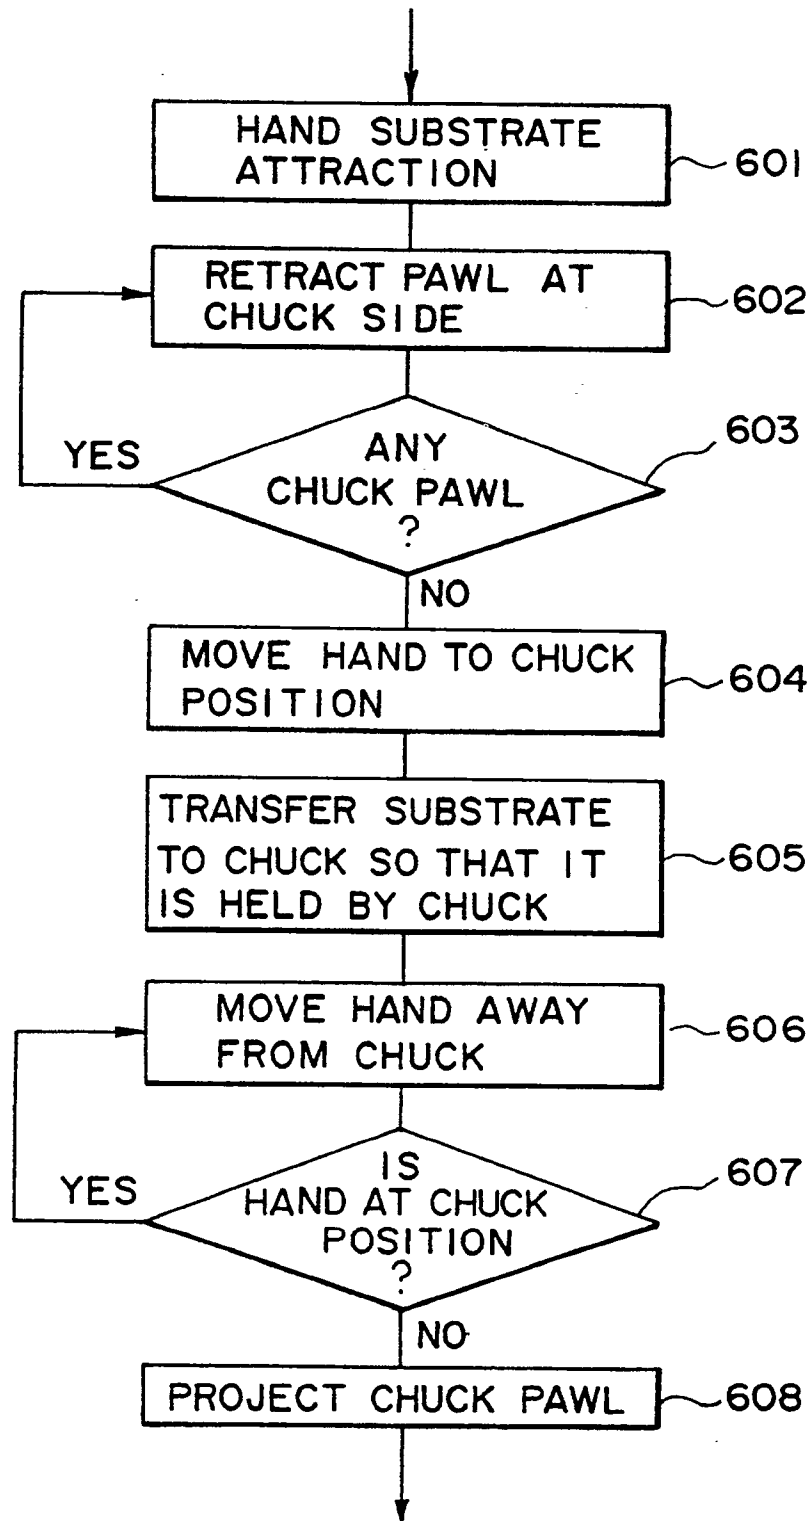 HAND SUBSTRATE
ATTRACTION
601
RETRACT PAWL AT
CHUCK SIDE
602
603
YES
ANY
CHUCK PAWL
?
NO
MOVE HAND TO CHUCK
POSITION
604
TRANSFER SUBSTRATE
TO CHUCK SO THAT IT
IS HELD BY CHUCK
605
MOVE HAND AWAY
FROM CHUCK
606
607
YES
IS
HAND AT CHUCK
POSITION
?
NO
PROJECT CHUCK PAWL
608